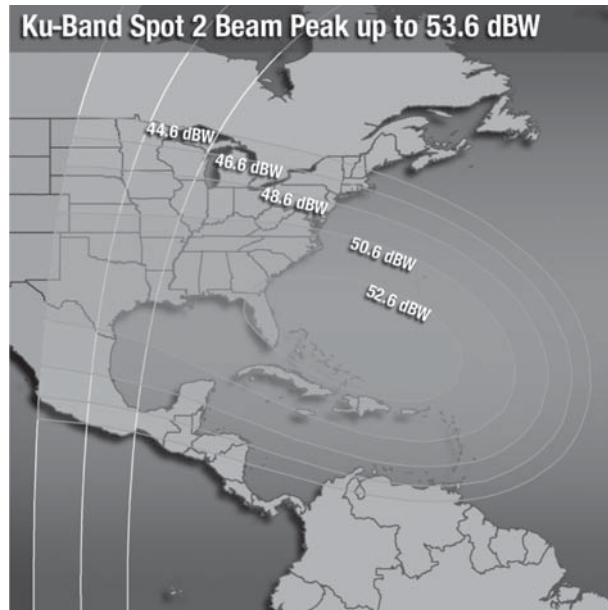 Ku-Band Spot 2 Beam Peak up to 53.6 dBW
44.6 dBW
46.6 dBW
48.6 dBW
50.6 dBW
52.6 dBW